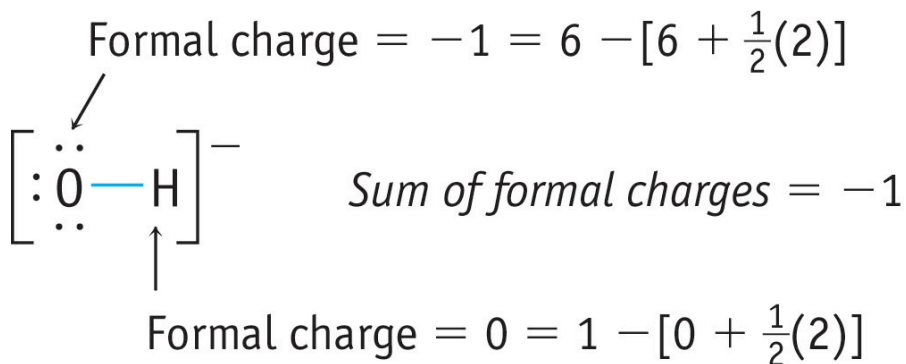 Formal charge = −1 = 6 −[6 + ½(2)]
[:Ö̤—H]⁻
Sum of formal charges = −1
Formal charge = 0 = 1 −[0 + ½(2)]